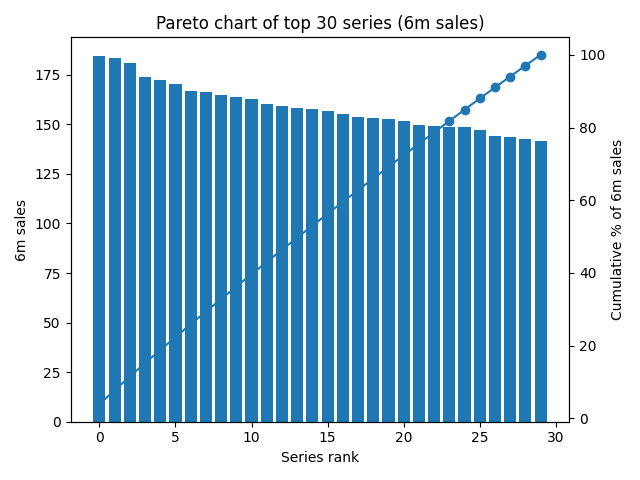 Pareto chart of top 30 series (6m sales)
175
150
125
100
75
50
25
0
6m sales
100
80
60
40
20
0
Cumulative % of 6m sales
0 5 10 15 20 25 30
Series rank